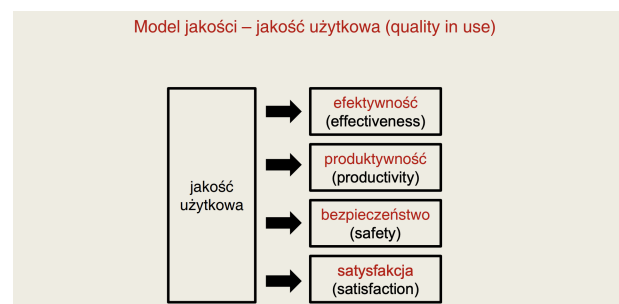 Model jakości – jakość użytkowa (quality in use)
jakość
użytkowa
efektywność
(effectiveness)
produktywność
(productivity)
bezpieczeństwo
(safety)
satysfakcja
(satisfaction)